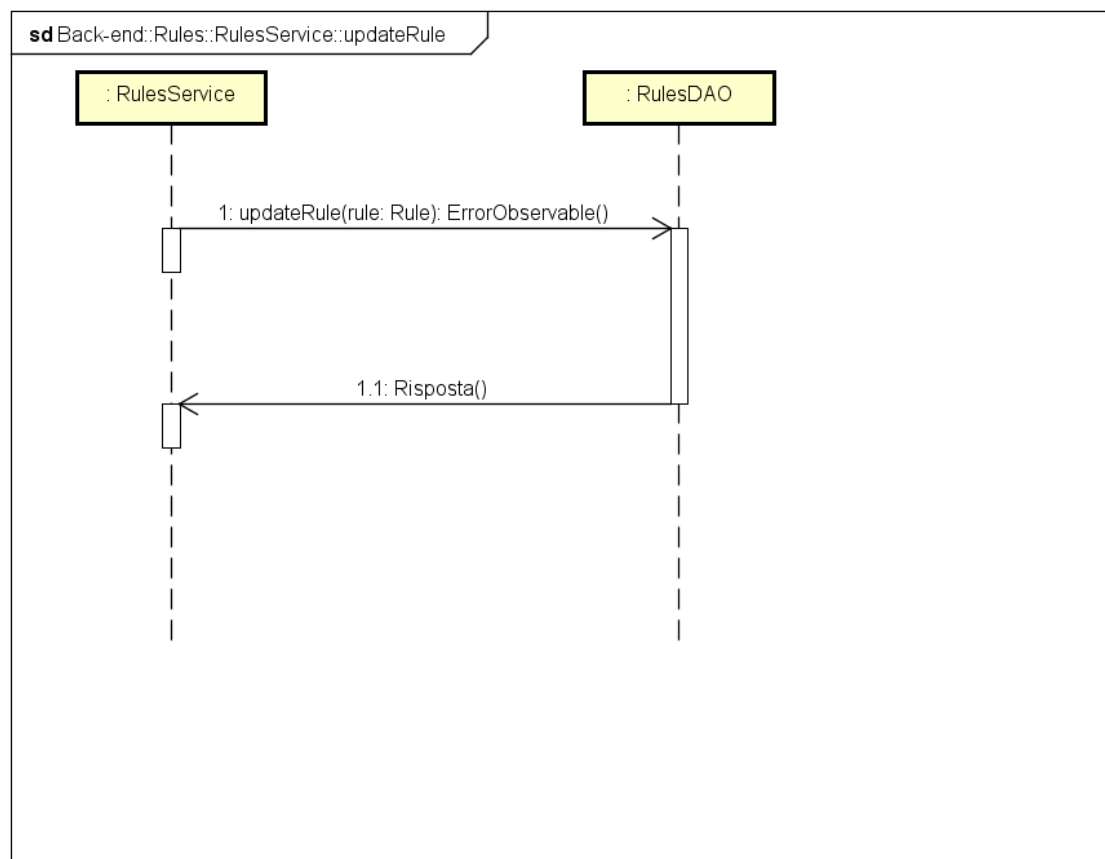 sd Back-end::Rules::RulesService::updateRule
: RulesService
: RulesDAO
1: updateRule(rule: Rule): ErrorObservable()
1.1: Risposta()